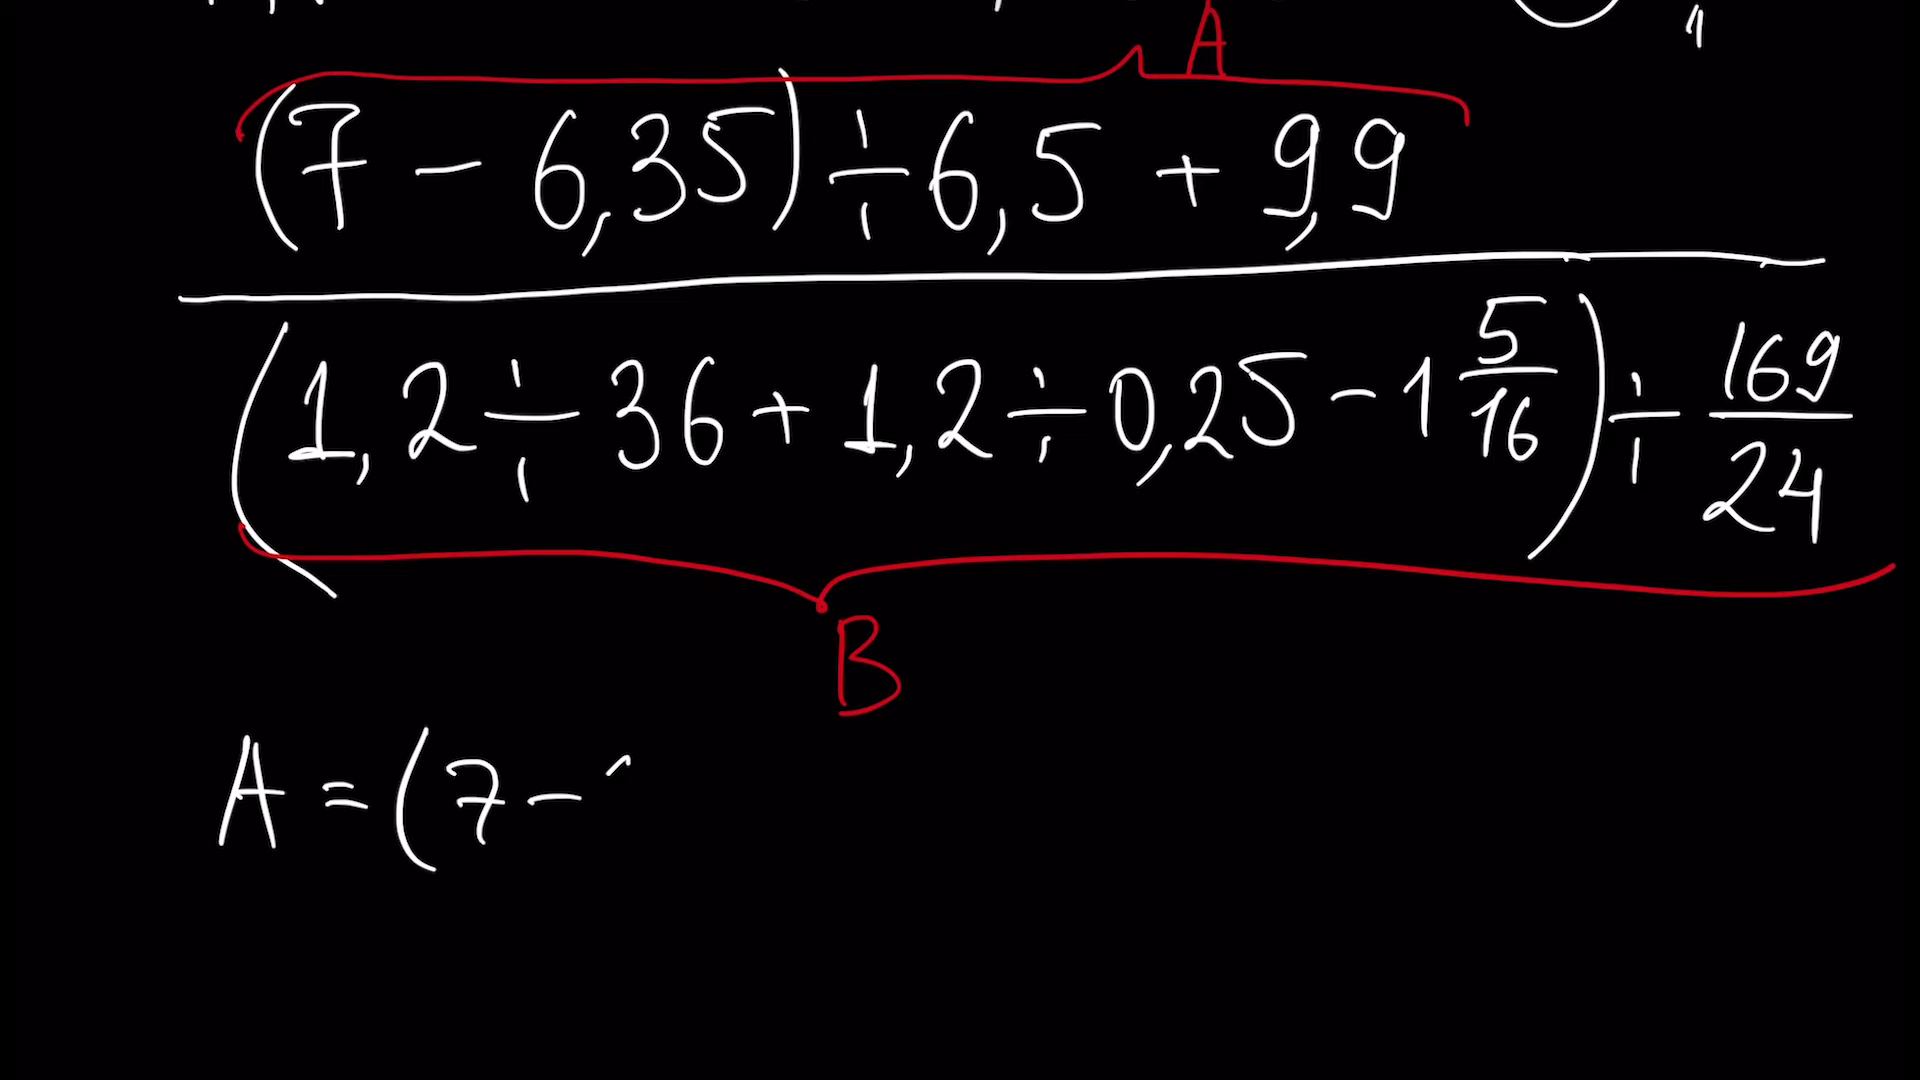 A
(7 - 6,35) ÷ 6,5 + 9,9
(1,2 ÷ 36 + 1,2 ÷ 0,25 - 1 5/16) ÷ 169/24
B
A = (7 -